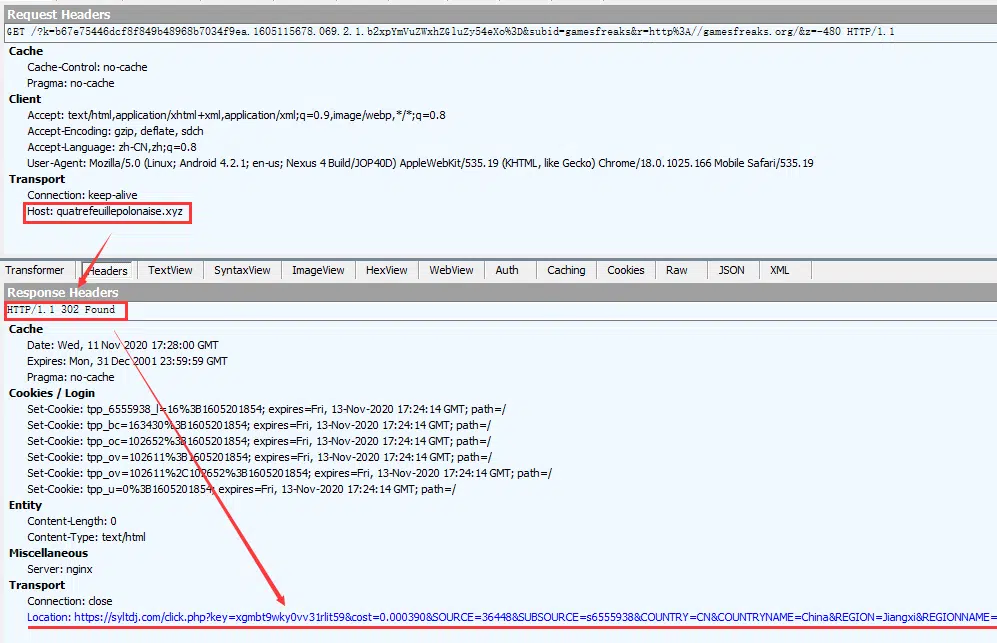 Request Headers
GET /?k=b67e75446dcf8f849b48968b7034f9ea.1605115678.069.2.1.b2xpYmVuZWxhZGluZy54eXo%3D&subid=gamesfreaks&r=http%3A//gamesfreaks.org/&z=-480 HTTP/1.1
Cache
Cache-Control: no-cache
Pragma: no-cache
Client
Accept: text/html,application/xhtml+xml,application/xml;q=0.9,image/webp,*/*;q=0.8
Accept-Encoding: gzip, deflate, sdch
Accept-Language: zh-CN,zh;q=0.8
User-Agent: Mozilla/5.0 (Linux; Android 4.2.1; en-us; Nexus 4 Build/JOP40D) AppleWebKit/535.19 (KHTML, like Gecko) Chrome/18.0.1025.166 Mobile Safari/535.19
Transport
Connection: keep-alive
Host: quatrefeuillepolonaise.xyz
Transformer Headers TextView SyntaxView ImageView HexView WebView Auth Caching Cookies Raw JSON XML
Response Headers
HTTP/1.1 302 Found
Cache
Date: Wed, 11 Nov 2020 17:28:00 GMT
Expires: Mon, 31 Dec 2001 23:59:59 GMT
Pragma: no-cache
Cookies / Login
Set-Cookie: tpp_6555938_l=16%3B1605201854; expires=Fri, 13-Nov-2020 17:24:14 GMT; path=/
Set-Cookie: tpp_bc=163430%3B1605201854; expires=Fri, 13-Nov-2020 17:24:14 GMT; path=/
Set-Cookie: tpp_oc=102652%3B1605201854; expires=Fri, 13-Nov-2020 17:24:14 GMT; path=/
Set-Cookie: tpp_ov=102611%3B1605201854; expires=Fri, 13-Nov-2020 17:24:14 GMT; path=/
Set-Cookie: tpp_ov=102611%2C102652%3B1605201854; expires=Fri, 13-Nov-2020 17:24:14 GMT; path=/
Set-Cookie: tpp_u=0%3B1605201854; expires=Fri, 13-Nov-2020 17:24:14 GMT; path=/
Entity
Content-Length: 0
Content-Type: text/html
Miscellaneous
Server: nginx
Transport
Connection: close
Location: https://syltdj.com/click.php?key=xgmbt9wky0vv31rlit59&cost=0.000390&SOURCE=36448&SUBSOURCE=s6555938&COUNTRY=CN&COUNTRYNAME=China&REGION=Jiangxi&REGIONNAME=